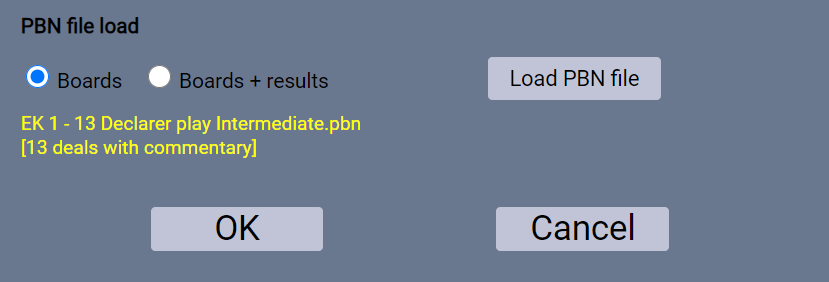 PBN file load
Boards Boards + results Load PBN file
EK 1 - 13 Declarer play Intermediate.pbn
[13 deals with commentary]
OK Cancel